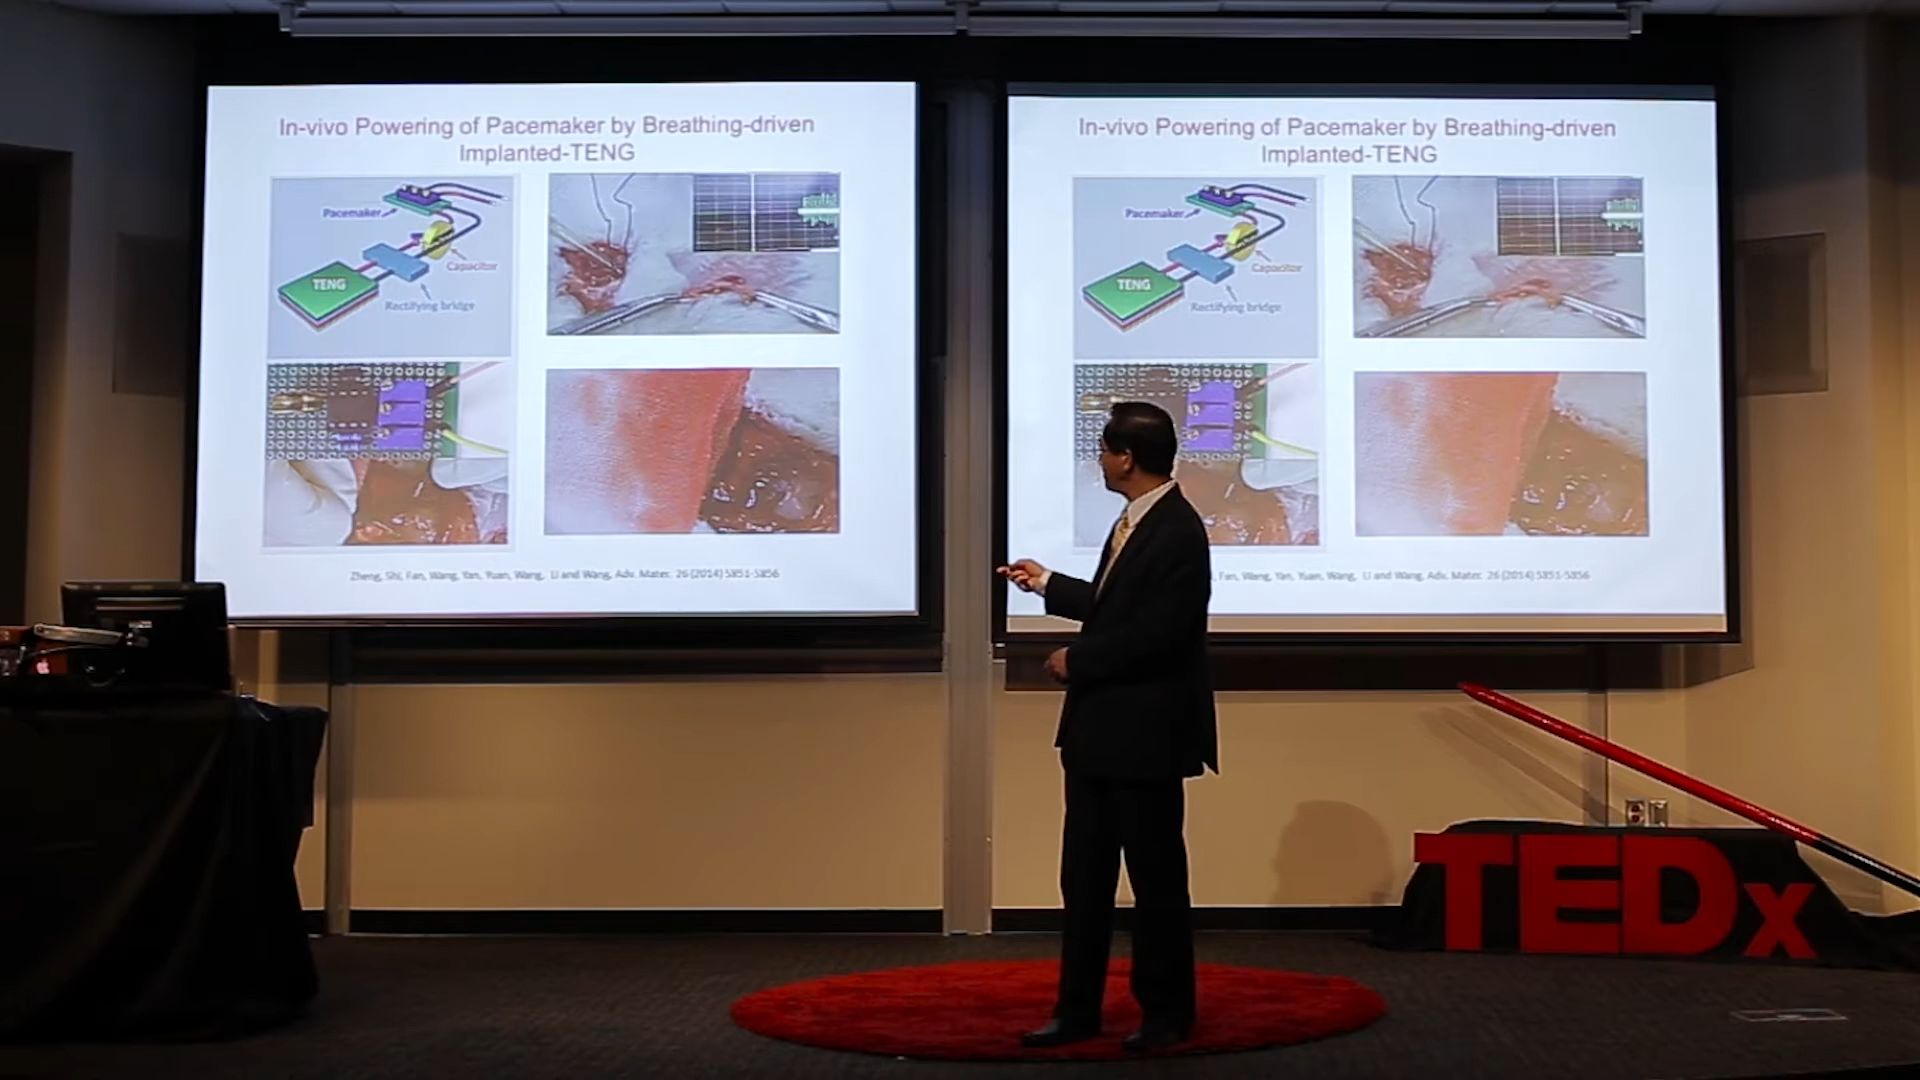 In-vivo Powering of Pacemaker by Breathing-driven
Implanted-TENG
Pacemaker
Capacitor
TENG
Rectifying bridge
Zheng, Shi, Fan, Wang, Yan, Yuan, Wang, Li and Wang, Adv. Mater. 26 (2014) 5851-5856
In-vivo Powering of Pacemaker by Breathing-driven
Implanted-TENG
Pacemaker
Capacitor
TENG
Rectifying bridge
Fan, Wang, Yan, Yuan, Wang, Li and Wang, Adv. Mater. 26 (2014) 5851-5856
TEDx